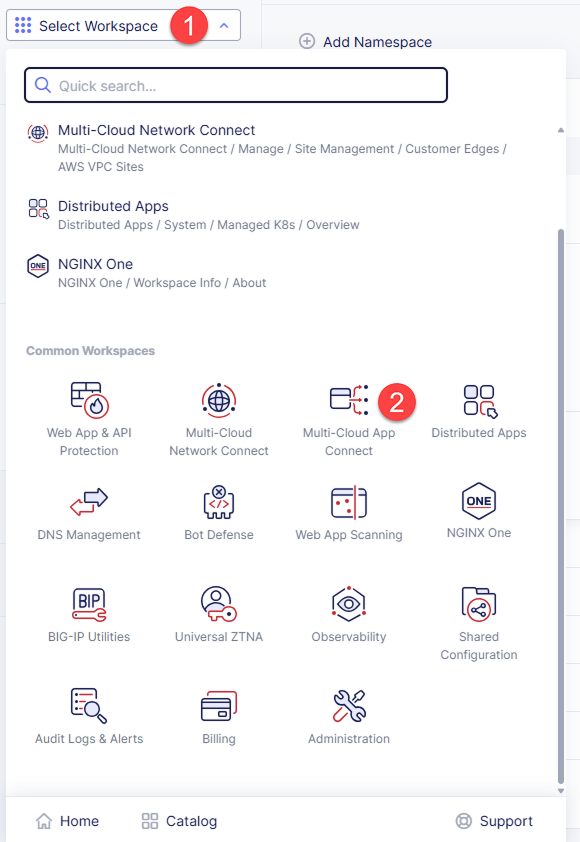 Select Workspace 1
Add Namespace
Quick search...
Multi-Cloud Network Connect
Multi-Cloud Network Connect / Manage / Site Management / Customer Edges /
AWS VPC Sites
Distributed Apps
Distributed Apps / System / Managed K8s / Overview
ONE
NGINX One
NGINX One / Workspace Info / About
Common Workspaces
2
Web App & API
Protection
Multi-Cloud
Network Connect
Multi-Cloud App
Connect
Distributed Apps
ONE
DNS Management
Bot Defense
Web App Scanning
NGINX One
BIP
BIG-IP Utilities
Universal ZTNA
Observability
Shared
Configuration
Audit Logs & Alerts
Billing
Administration
Home
Catalog
Support